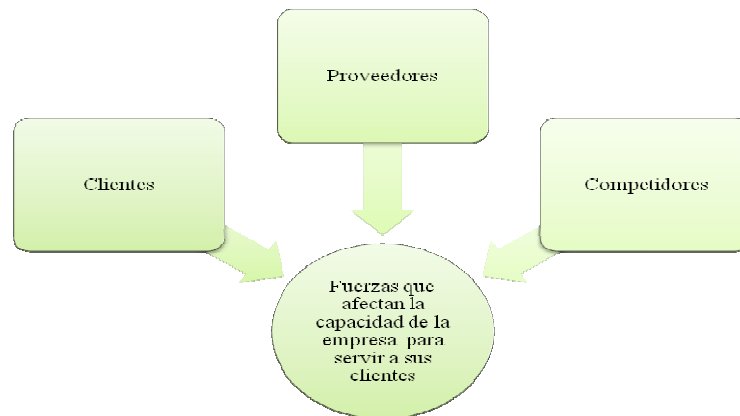 Proveedores
Clientes
Competidores
Fuerzas que
afectan la
capacidad de la
empresa para
servir a sus
clientes